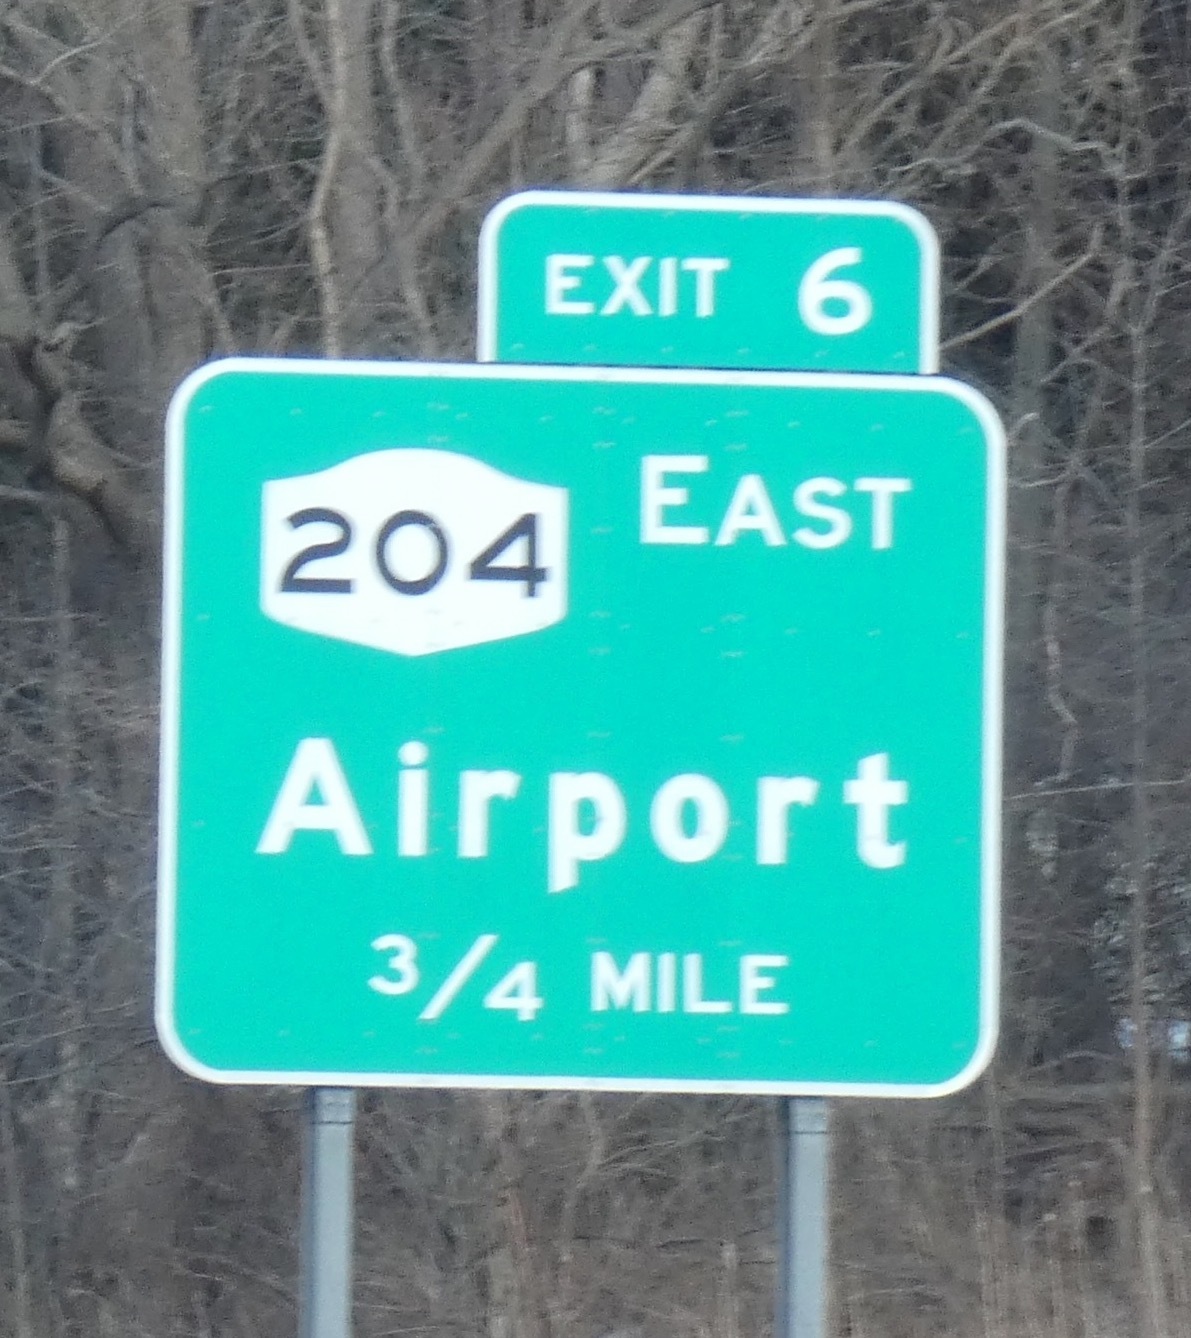 EXIT 6
204 EAST
Airport
3/4 MILE